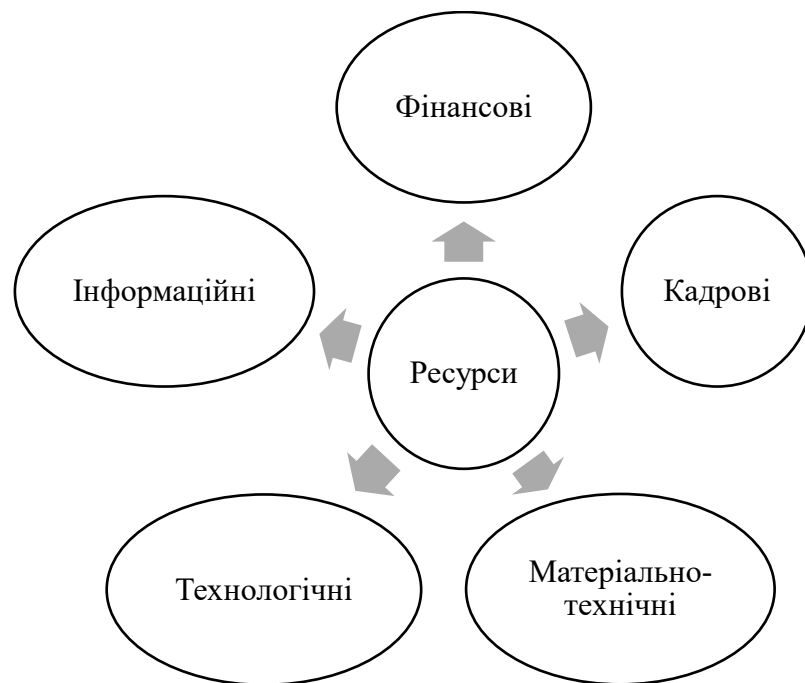 Фінансові
Інформаційні
Кадрові
Ресурси
Технологічні
Матеріально-
технічні